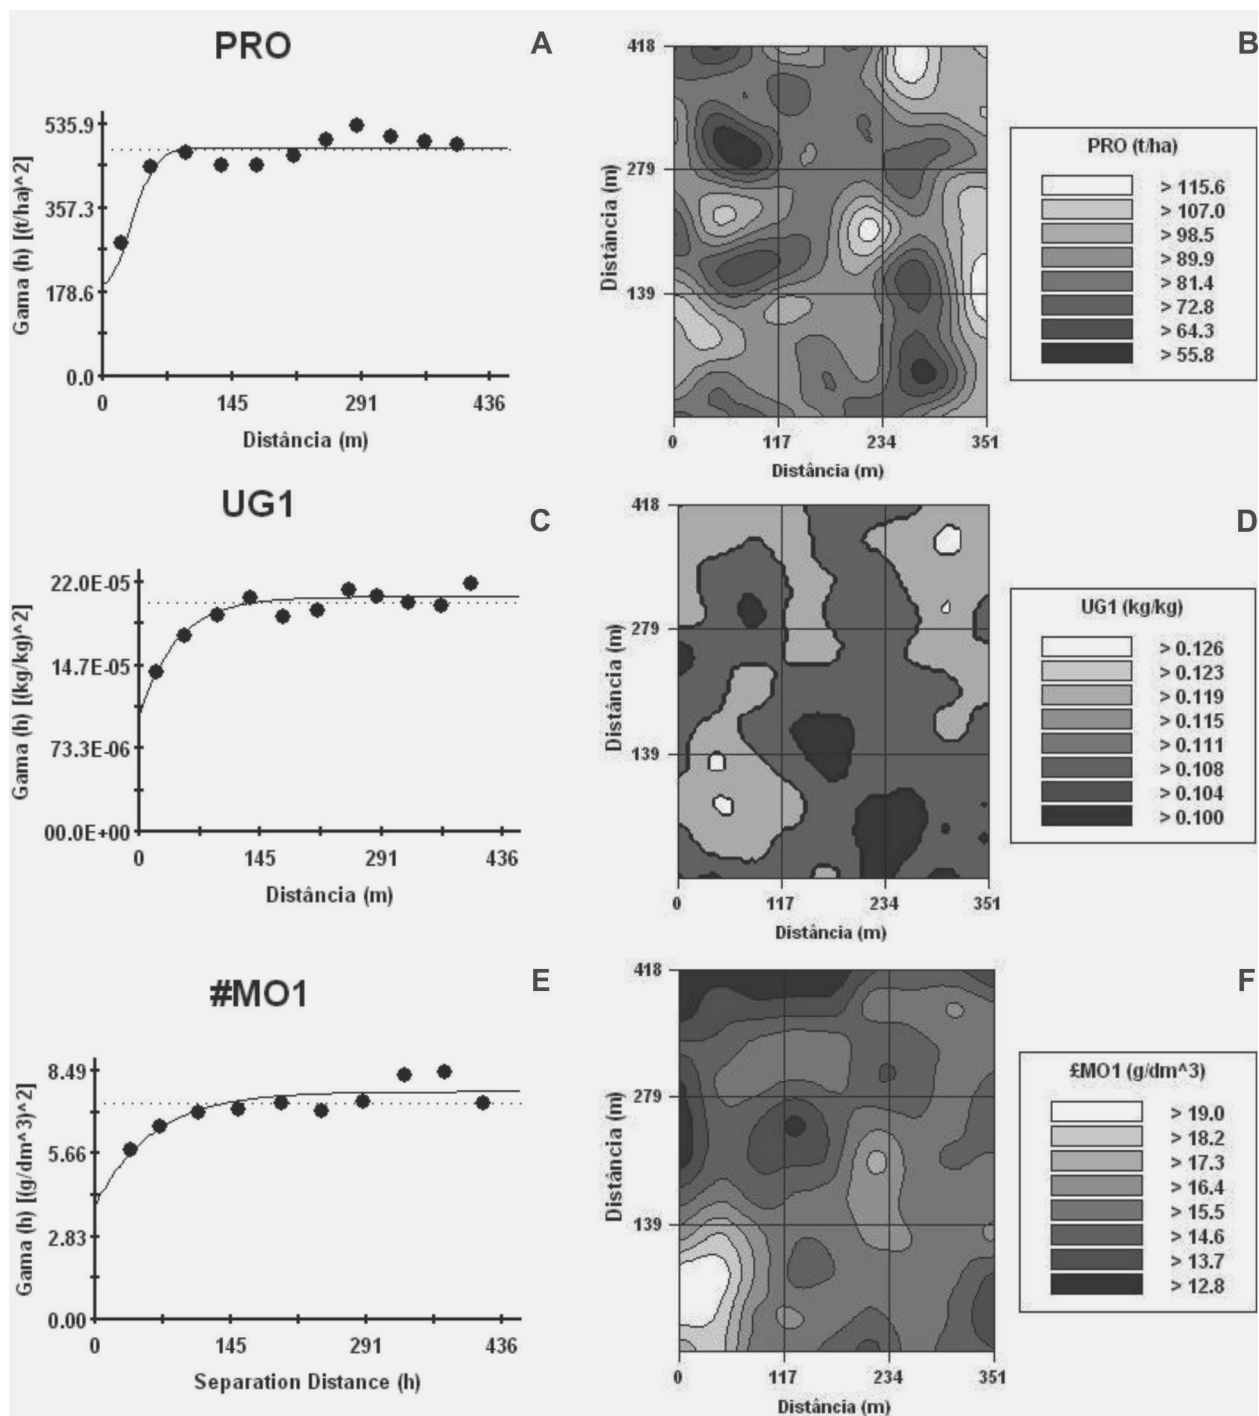 PRO
A
535.9
357.3
178.6
0.0
Gama (h) [(t/ha)^2]
0 145 291 436
Distância (m)
B
418
279
139
Distância (m)
0 117 234 351
Distância (m)
PRO (t/ha)
> 115.6
> 107.0
> 98.5
> 89.9
> 81.4
> 72.8
> 64.3
> 55.8
UG1
C
22.0E-05
14.7E-05
73.3E-06
00.0E+00
Gama (h) [(kg/kg)^2]
0 145 291 436
Distância (m)
D
418
279
139
Distância (m)
0 117 234 351
Distância (m)
UG1 (kg/kg)
> 0.126
> 0.123
> 0.119
> 0.115
> 0.111
> 0.108
> 0.104
> 0.100
#MO1
E
8.49
5.66
2.83
0.00
Gama (h) [(g/dm^3)^2]
0 145 291 436
Separation Distance (h)
F
418
279
139
Distância (m)
0 117 234 351
Distância (m)
£MO1 (g/dm^3)
> 19.0
> 18.2
> 17.3
> 16.4
> 15.5
> 14.6
> 13.7
> 12.8